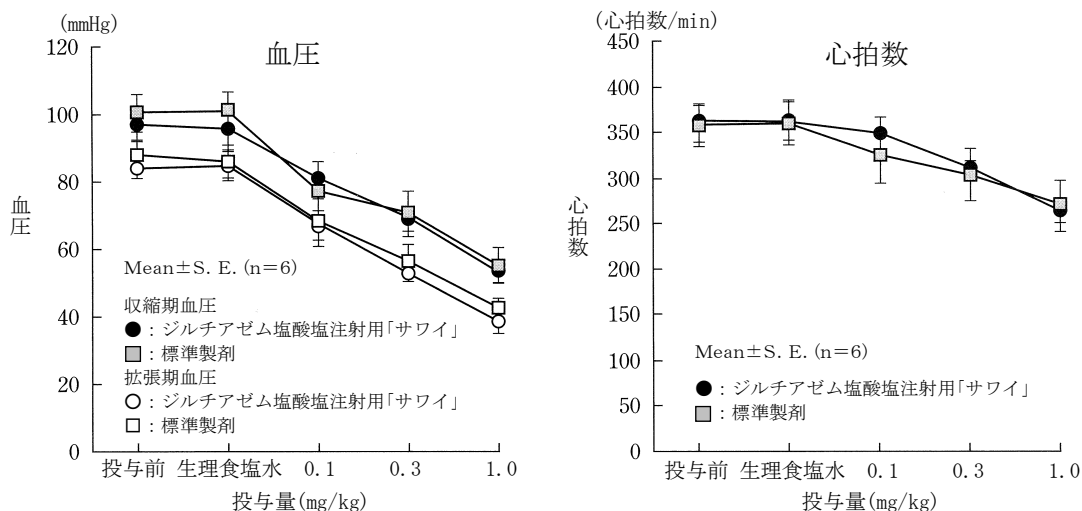 (mmHg)
血圧
120
100
80
60
40
20
0
血圧
Mean±S. E. (n=6)
収縮期血圧
●：ジルチアゼム塩酸塩注射用「サワイ」
■：標準製剤
拡張期血圧
○：ジルチアゼム塩酸塩注射用「サワイ」
□：標準製剤
投与前 生理食塩水 0.1 0.3 1.0
投与量(mg/kg)
(心拍数/min)
心拍数
450
400
350
300
250
200
150
100
50
0
心拍数
Mean±S. E. (n=6)
●：ジルチアゼム塩酸塩注射用「サワイ」
■：標準製剤
投与前 生理食塩水 0.1 0.3 1.0
投与量(mg/kg)